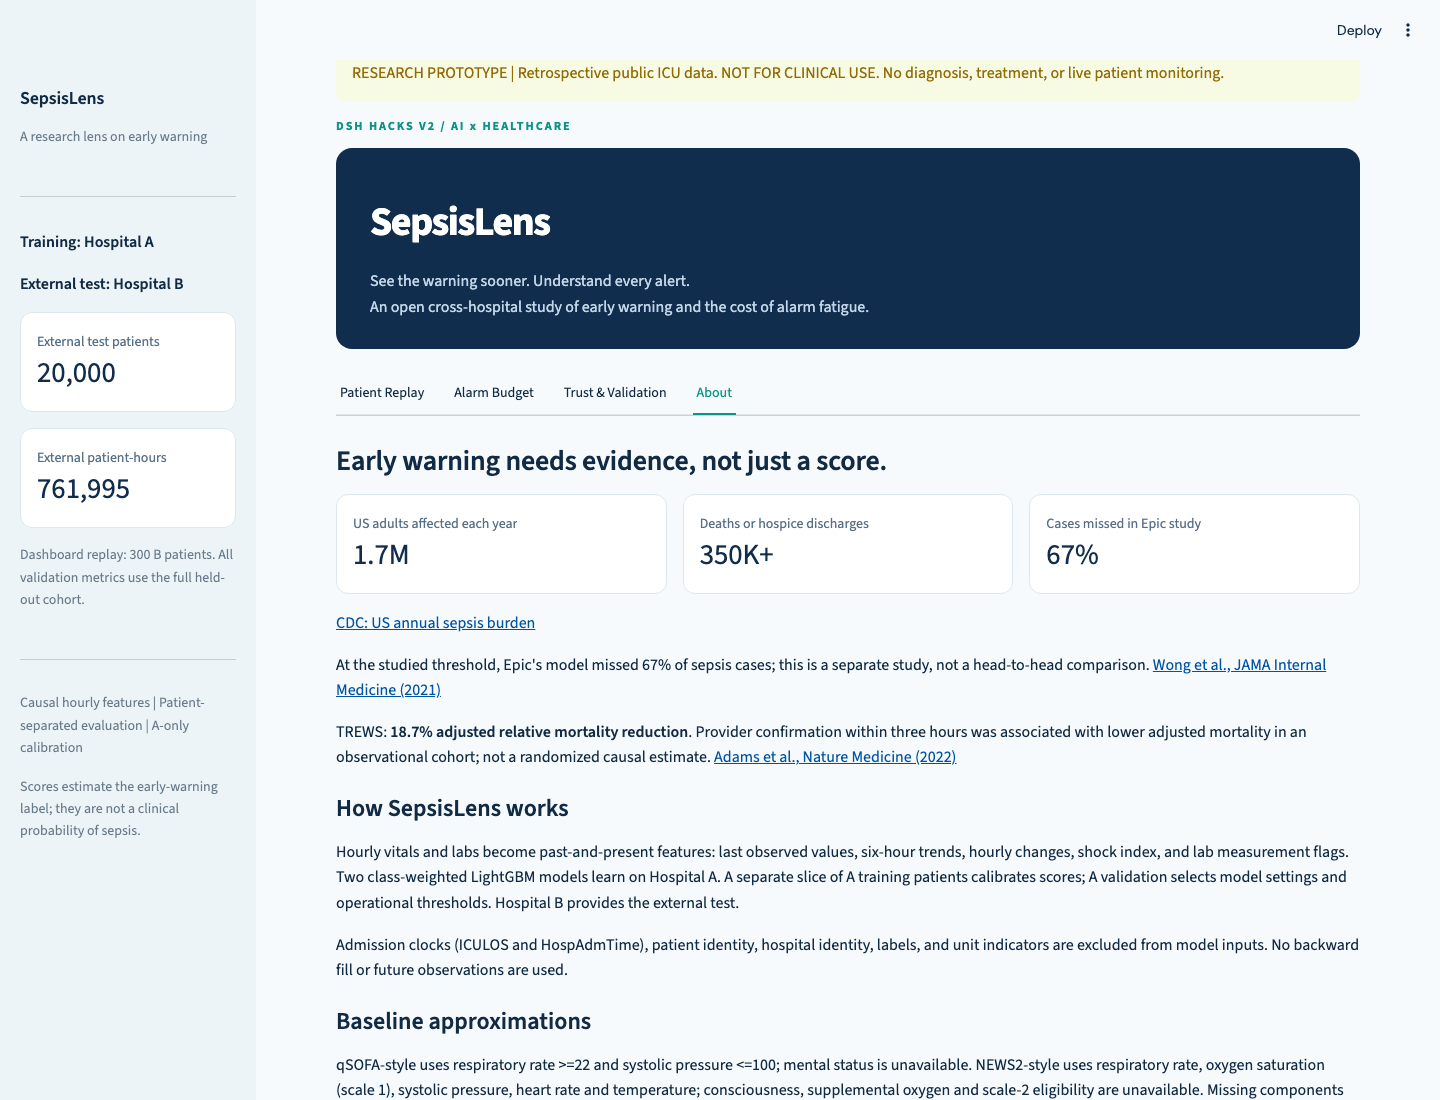 Deploy
SepsisLens
A research lens on early warning
Training: Hospital A
External test: Hospital B
External test patients
20,000
External patient-hours
761,995
Dashboard replay: 300 B patients. All
validation metrics use the full held-
out cohort.
Causal hourly features | Patient-
separated evaluation | A-only
calibration
Scores estimate the early-warning
label; they are not a clinical
probability of sepsis.
RESEARCH PROTOTYPE | Retrospective public ICU data. NOT FOR CLINICAL USE. No diagnosis, treatment, or live patient monitoring.
DSH HACKS V2 / AI x HEALTHCARE
SepsisLens
See the warning sooner. Understand every alert.
An open cross-hospital study of early warning and the cost of alarm fatigue.
Patient Replay
Alarm Budget
Trust & Validation
About
Early warning needs evidence, not just a score.
US adults affected each year
1.7M
Deaths or hospice discharges
350K+
Cases missed in Epic study
67%
CDC: US annual sepsis burden
At the studied threshold, Epic's model missed 67% of sepsis cases; this is a separate study, not a head-to-head comparison. Wong et al., JAMA Internal
Medicine (2021)
TREWS: 18.7% adjusted relative mortality reduction. Provider confirmation within three hours was associated with lower adjusted mortality in an
observational cohort; not a randomized causal estimate. Adams et al., Nature Medicine (2022)
How SepsisLens works
Hourly vitals and labs become past-and-present features: last observed values, six-hour trends, hourly changes, shock index, and lab measurement flags.
Two class-weighted LightGBM models learn on Hospital A. A separate slice of A training patients calibrates scores; A validation selects model settings and
operational thresholds. Hospital B provides the external test.
Admission clocks (ICULOS and HospAdmTime), patient identity, hospital identity, labels, and unit indicators are excluded from model inputs. No backward
fill or future observations are used.
Baseline approximations
qSOFA-style uses respiratory rate >=22 and systolic pressure <=100; mental status is unavailable. NEWS2-style uses respiratory rate, oxygen saturation
(scale 1), systolic pressure, heart rate and temperature; consciousness, supplemental oxygen and scale-2 eligibility are unavailable. Missing components